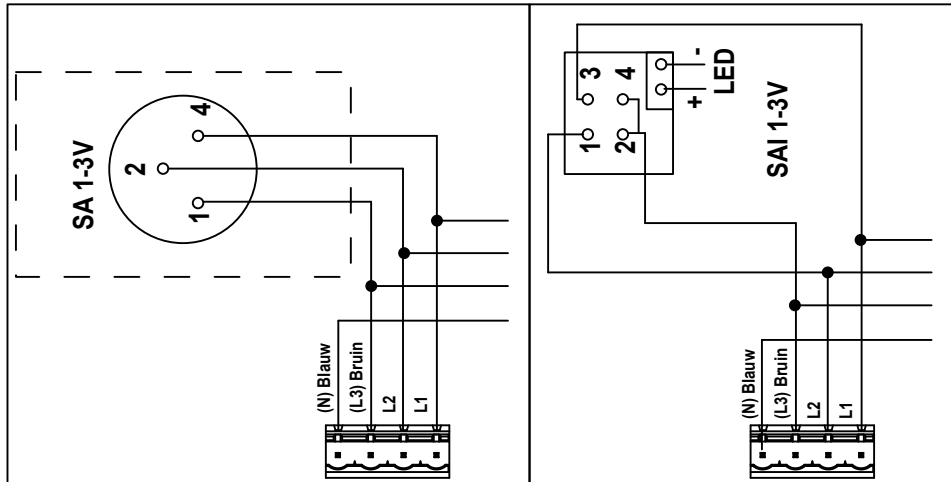 SA 1-3V
4
2
1
(N) Blauw
(L3) Bruin
L2
L1
3
4
1
2
-
+
LED
SAI 1-3V
(N) Blauw
(L3) Bruin
L2
L1